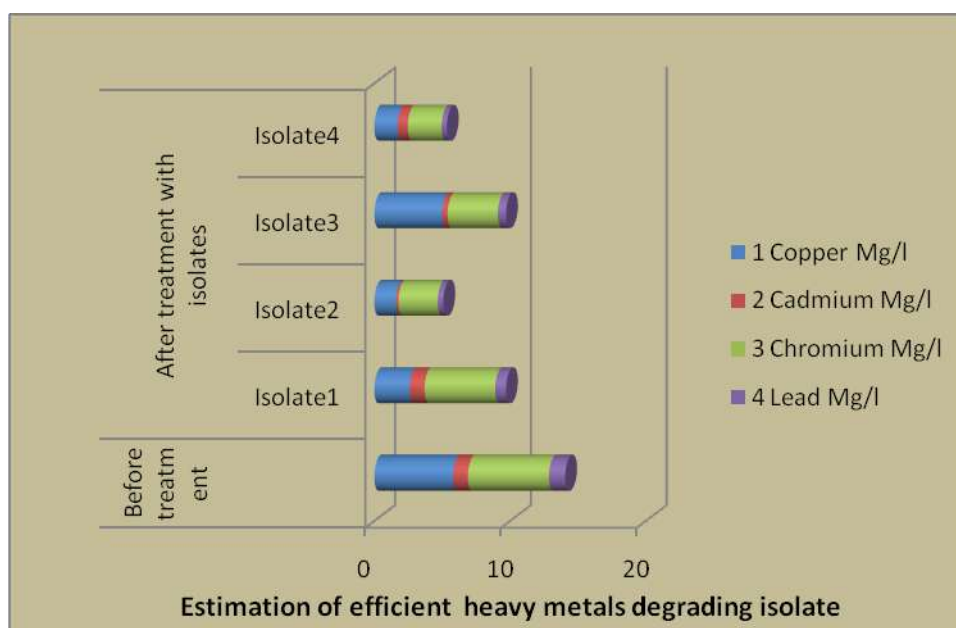 After treatment with
isolates
Isolate4
Isolate3
Isolate2
Isolate1
Before
treatm
ent
0
10
20
Estimation of efficient heavy metals degrading isolate
1 Copper Mg/l
2 Cadmium Mg/l
3 Chromium Mg/l
4 Lead Mg/l